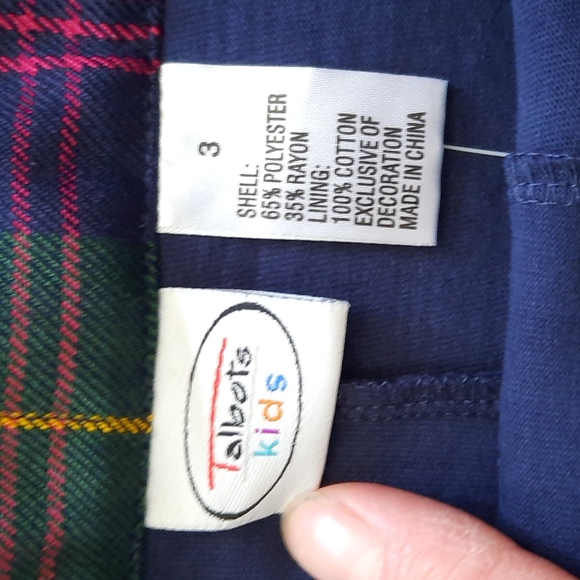 3
SHELL:
65% POLYESTER
35% RAYON
LINING:
100% COTTON
EXCLUSIVE OF
DECORATION
MADE IN CHINA
Talbots
kids